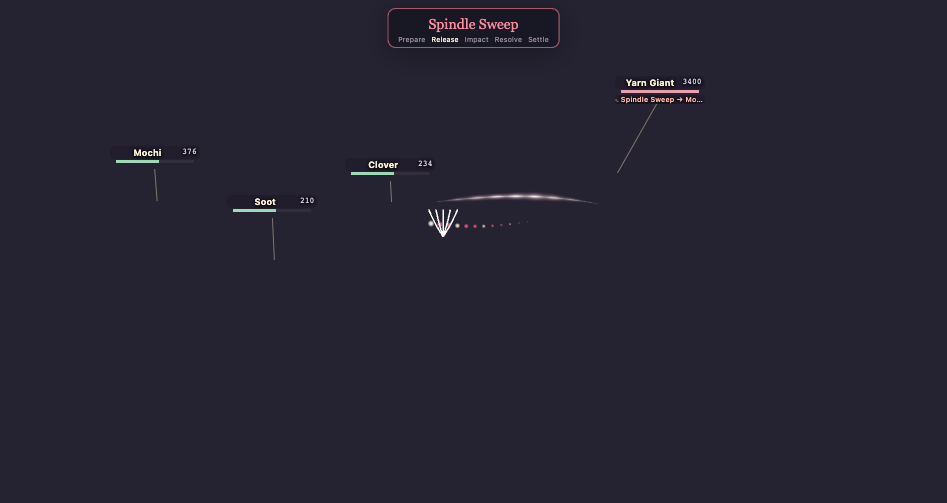 Spindle Sweep
Prepare Release Impact Resolve Settle
Yarn Giant 3400
Spindle Sweep → Mo...
Mochi 376
Clover 234
Soot 210